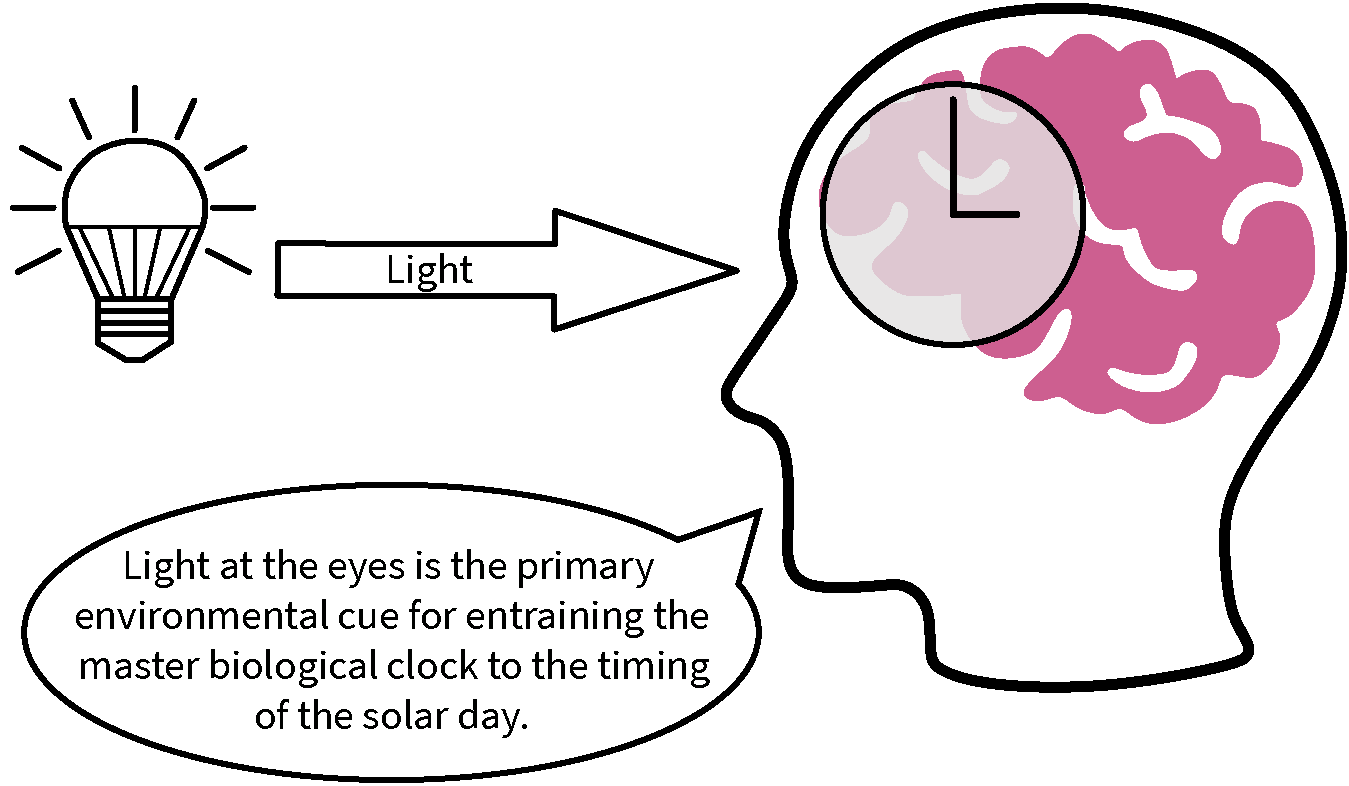 Light
Light at the eyes is the primary
environmental cue for entraining the
master biological clock to the timing
of the solar day.